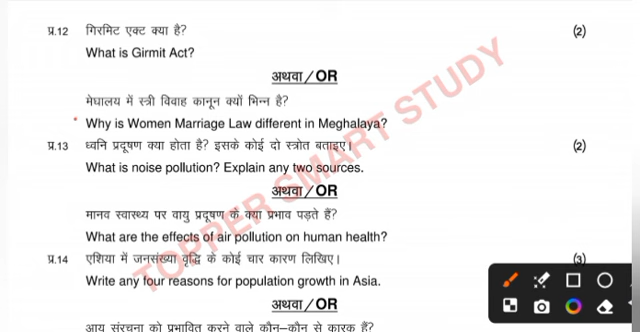 प्र.12 गिरमिट एक्ट क्या है? (2)
What is Girmit Act?
अथवा/OR
मेघालय में स्त्री विवाह कानून क्यों भिन्न है?
Why is Women Marriage Law different in Meghalaya?
प्र.13 ध्वनि प्रदूषण क्या होता है? इसके कोई दो स्त्रोत बताइए। (2)
What is noise pollution? Explain any two sources.
अथवा/OR
मानव स्वास्थ्य पर वायु प्रदूषण के क्या प्रभाव पड़ते हैं?
What are the effects of air pollution on human health?
प्र.14 एशिया में जनसंख्या वृद्धि के कोई चार कारण लिखिए। (3)
Write any four reasons for population growth in Asia.
अथवा/OR
आय संरचना को प्रभावित करने वाले कौन-कौन से कारक हैं?
TOPPER SMART STUDY